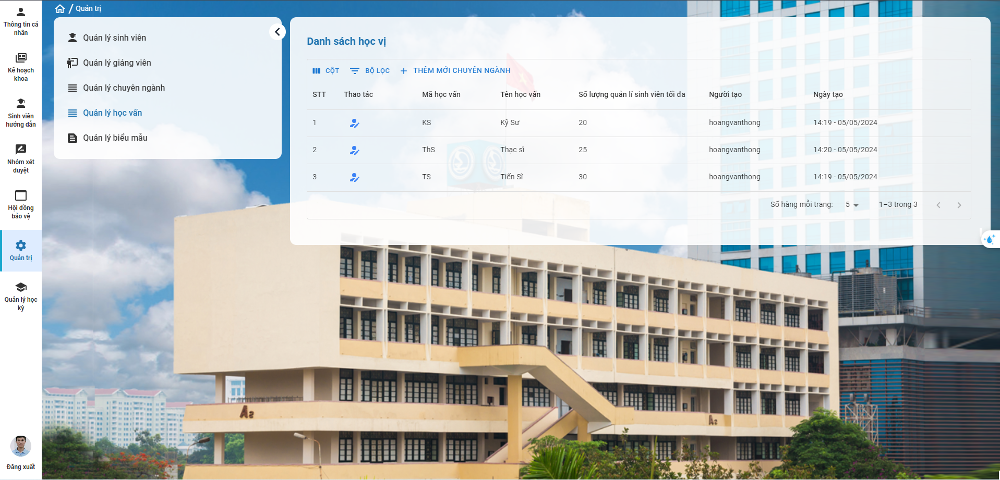 Quản trị
Thông tin cá
nhân
Kế hoạch
khoa
Sinh viên
hướng dẫn
Nhóm xét
duyệt
Hội đồng
bảo vệ
Quản trị
Quản lý học
kỳ
Đăng xuất
Quản lý sinh viên
Quản lý giảng viên
Quản lý chuyên ngành
Quản lý học vấn
Quản lý biểu mẫu
Danh sách học vị
CỘT BỘ LỌC THÊM MỚI CHUYÊN NGÀNH
STT Thao tác Mã học vấn Tên học vấn Số lượng quản lí sinh viên tối đa Người tạo Ngày tạo
1 KS Kỹ Sư 20 hoangvanthong 14:19 - 05/05/2024
2 ThS Thạc sĩ 25 hoangvanthong 14:20 - 05/05/2024
3 TS Tiến Sĩ 30 hoangvanthong 14:19 - 05/05/2024
Số hàng mỗi trang: 5 1–3 trong 3